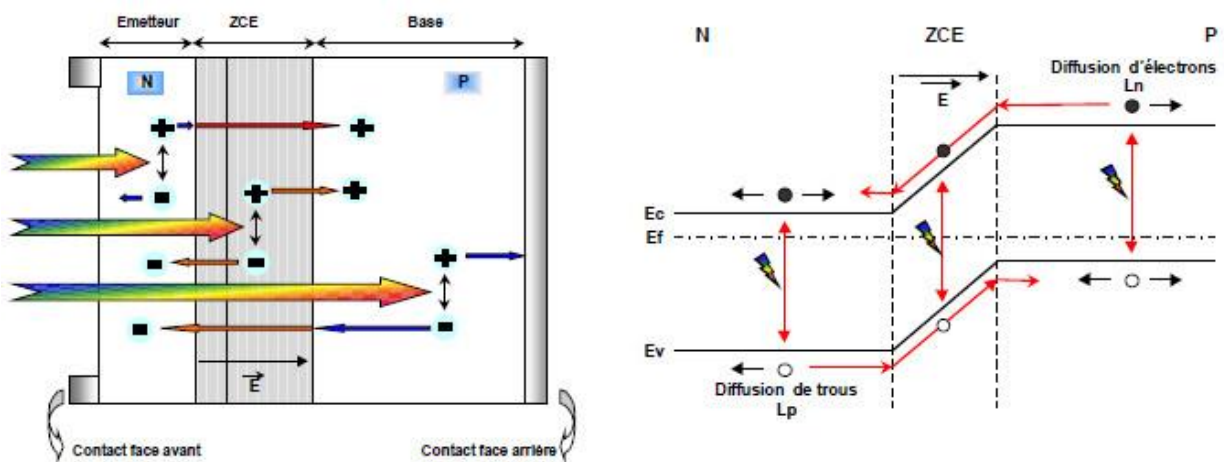 Emetteur ZCE Base
N P
E
Contact face avant Contact face arrière
N ZCE P
E
Diffusion d'électrons
Ln
Ec
Ef
Ev
Diffusion de trous
Lp